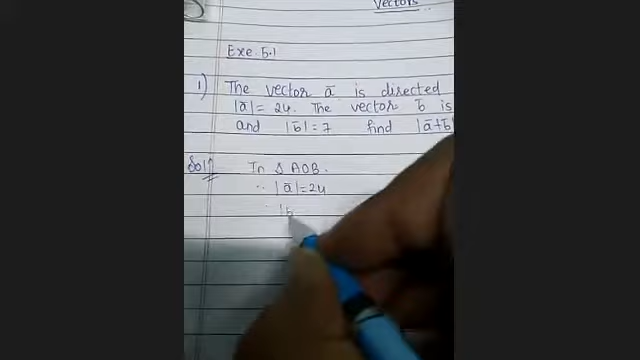 Vectors
Exe. 5.1
1) The vector a̅ is directed
|a̅| = 24. The vector b̅ is
and |b̅| = 7 find |a̅+b̅|
Solⁿ In Δ AOB.
∵ |a̅| = 24
|b